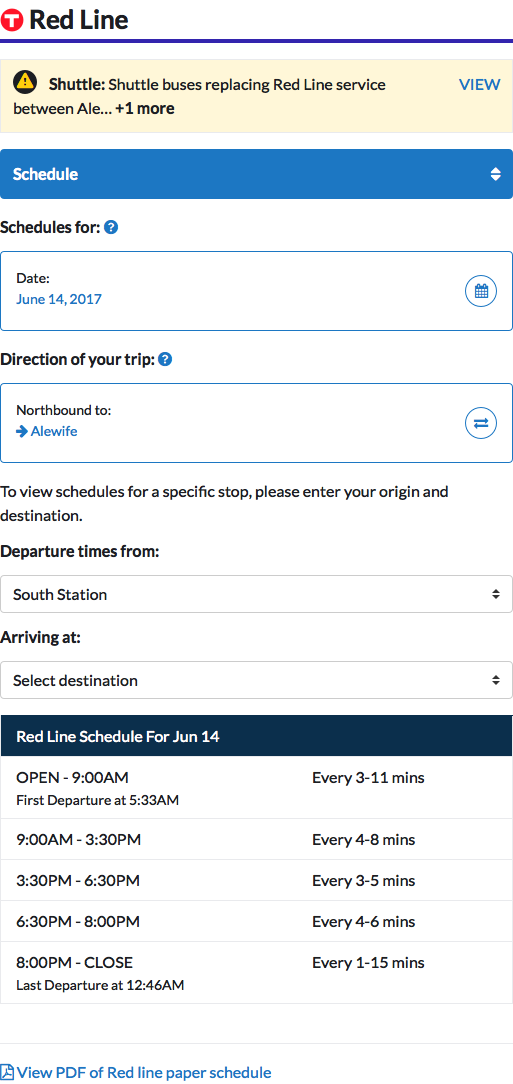 T Red Line
Shuttle: Shuttle buses replacing Red Line service VIEW
between Ale... +1 more
Schedule
Schedules for: ?
Date:
June 14, 2017
Direction of your trip: ?
Northbound to:
Alewife
To view schedules for a specific stop, please enter your origin and
destination.
Departure times from:
South Station
Arriving at:
Select destination
Red Line Schedule For Jun 14
OPEN - 9:00AM Every 3-11 mins
First Departure at 5:33AM
9:00AM - 3:30PM Every 4-8 mins
3:30PM - 6:30PM Every 3-5 mins
6:30PM - 8:00PM Every 4-6 mins
8:00PM - CLOSE Every 1-15 mins
Last Departure at 12:46AM
View PDF of Red line paper schedule